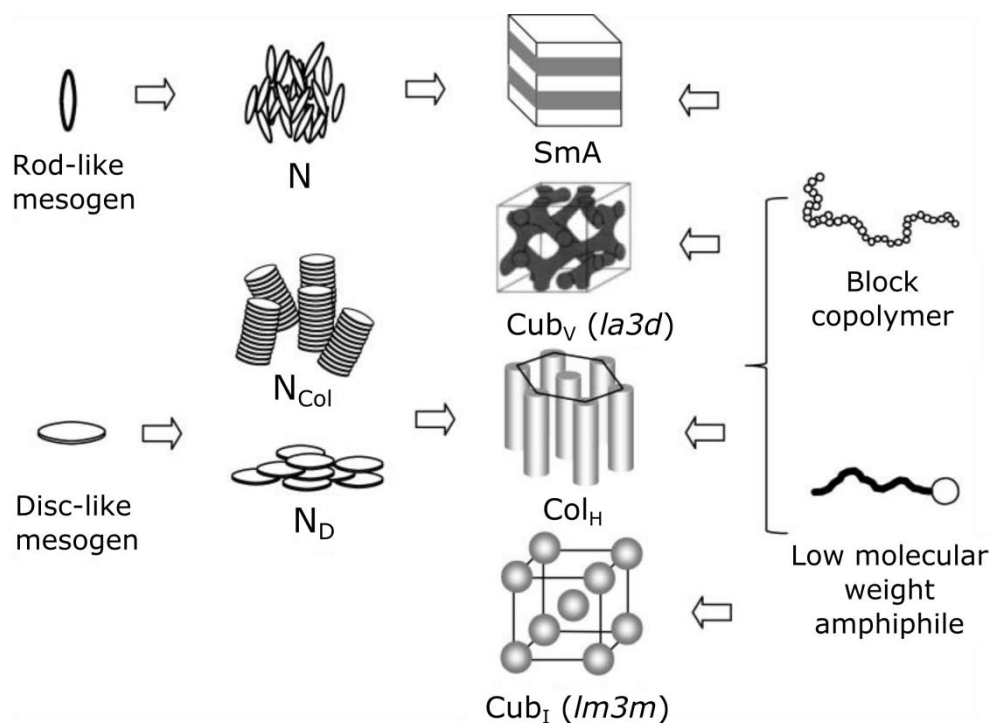 Rod-like
mesogen
N
SmA
Cub_V (la3d)
Block
copolymer
N_Col
Disc-like
mesogen
N_D
Col_H
Low molecular
weight
amphiphile
Cub_I (lm3m)